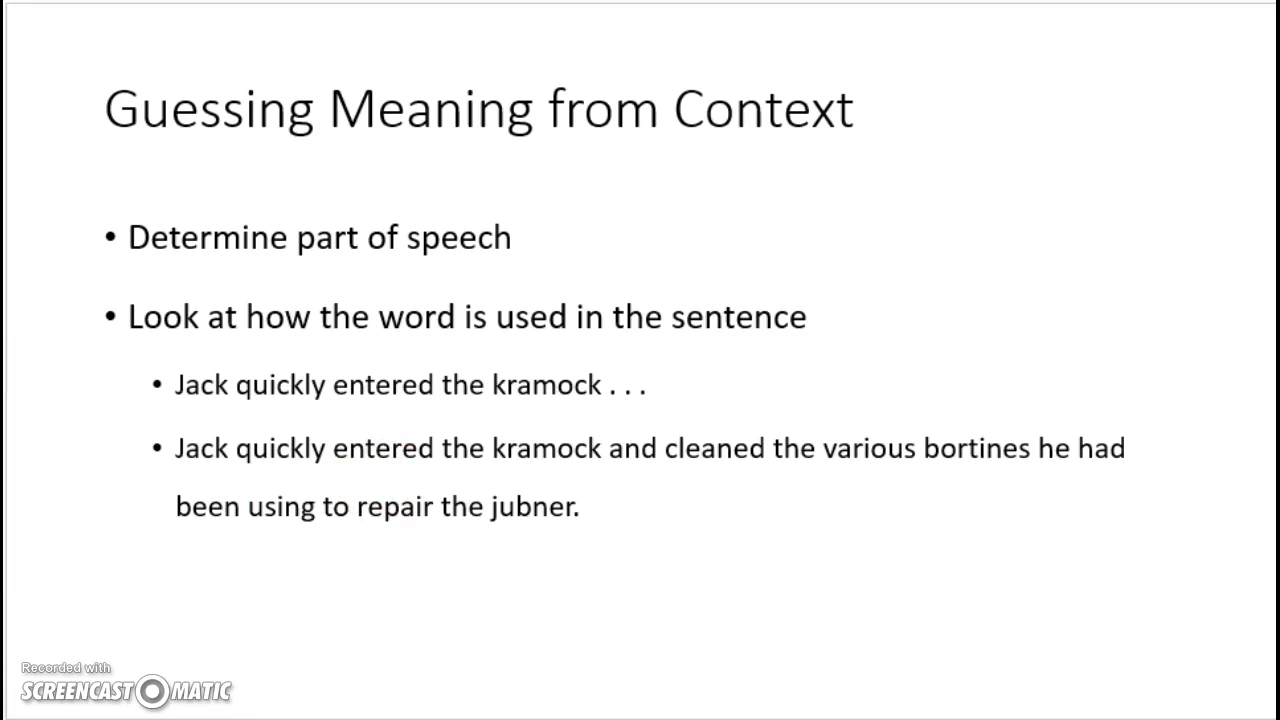 Guessing Meaning from Context
• Determine part of speech
• Look at how the word is used in the sentence
• Jack quickly entered the kramock . . .
• Jack quickly entered the kramock and cleaned the various bortines he had
been using to repair the jubner.
Recorded with
SCREENCAST O MATIC